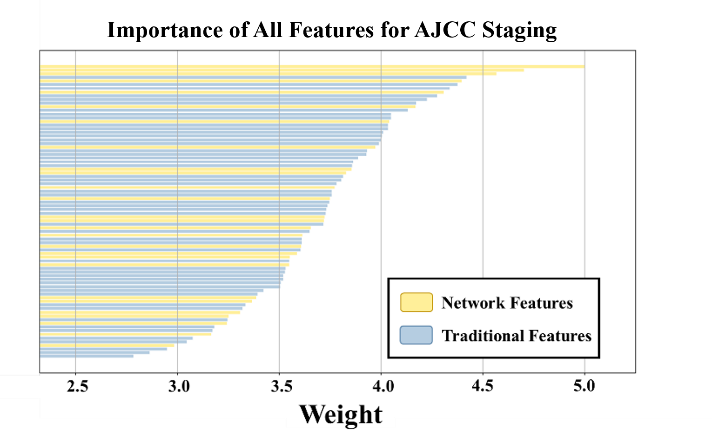 Importance of All Features for AJCC Staging
Network Features
Traditional Features
2.5 3.0 3.5 4.0 4.5 5.0
Weight